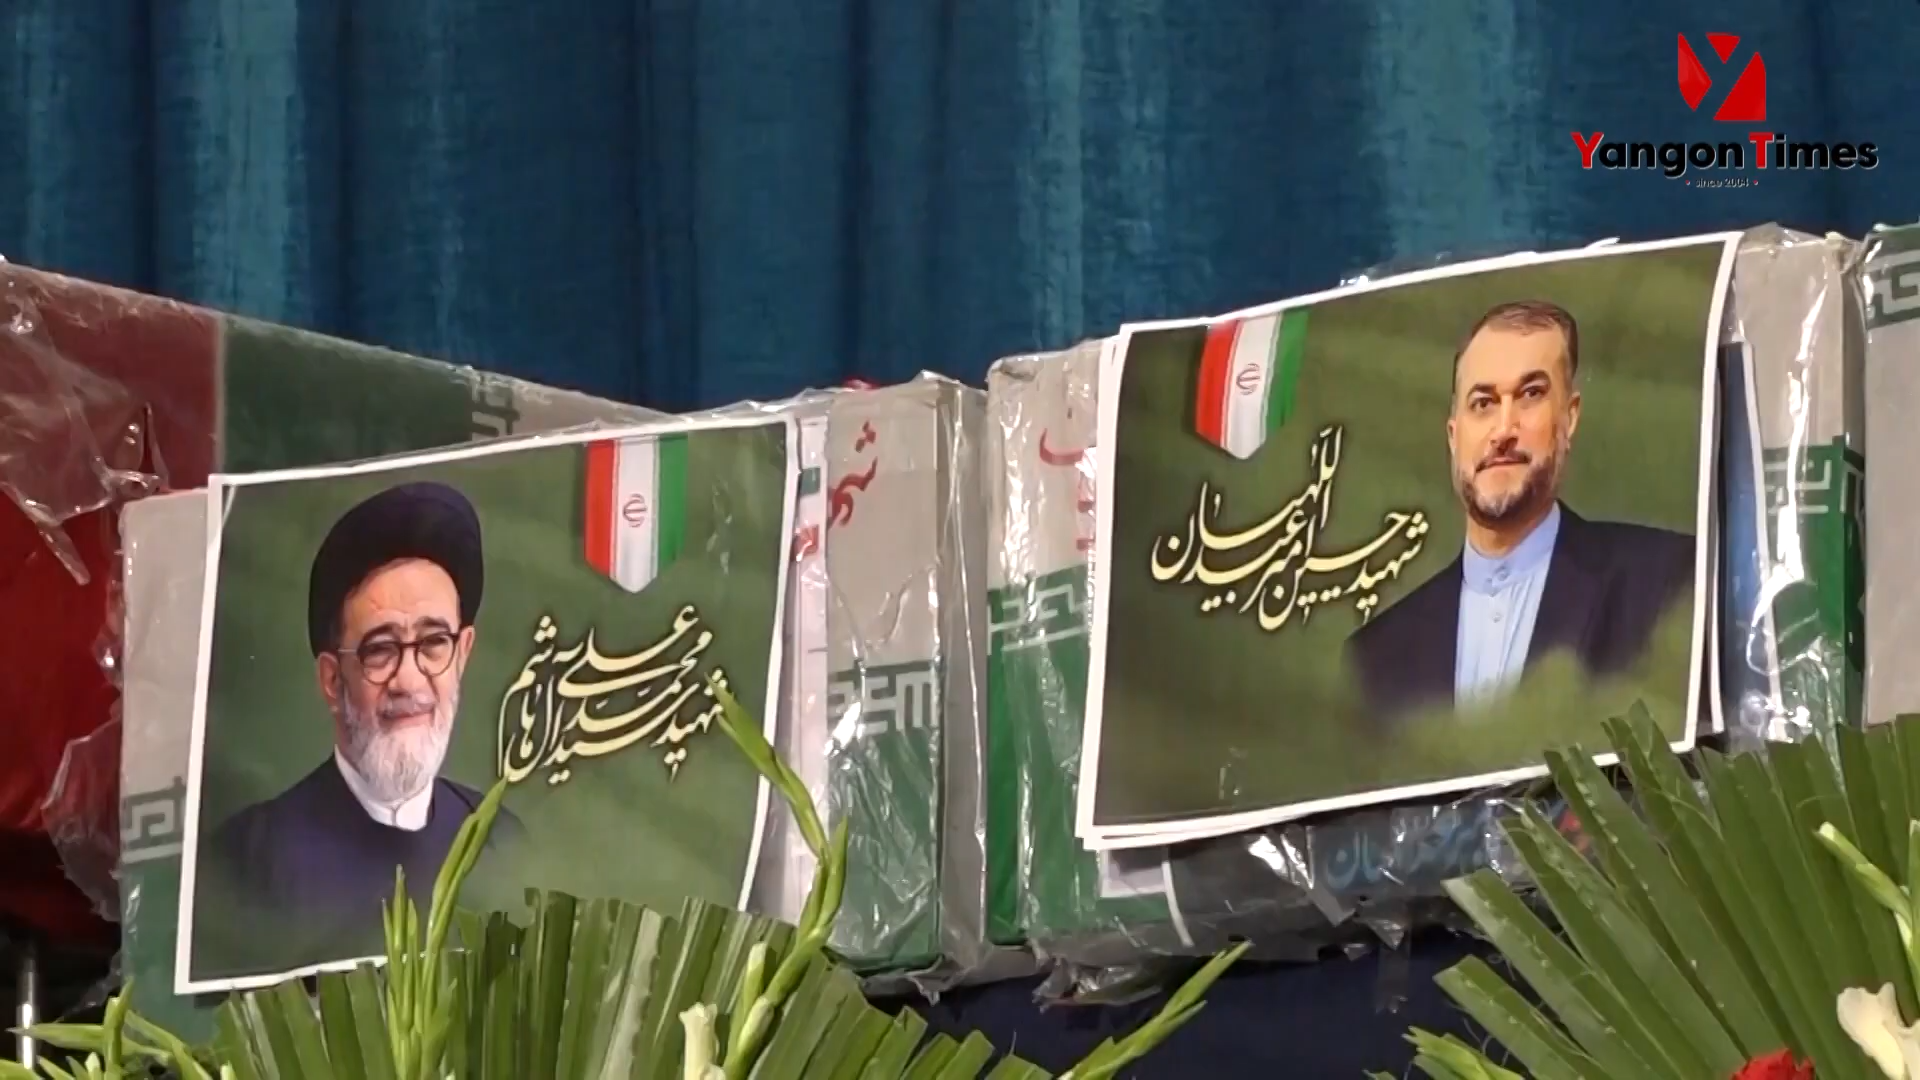 Yangon Times
since 2004
شهید حسین امیرعبداللهیان
شهید سید محمدعلی آل هاشم